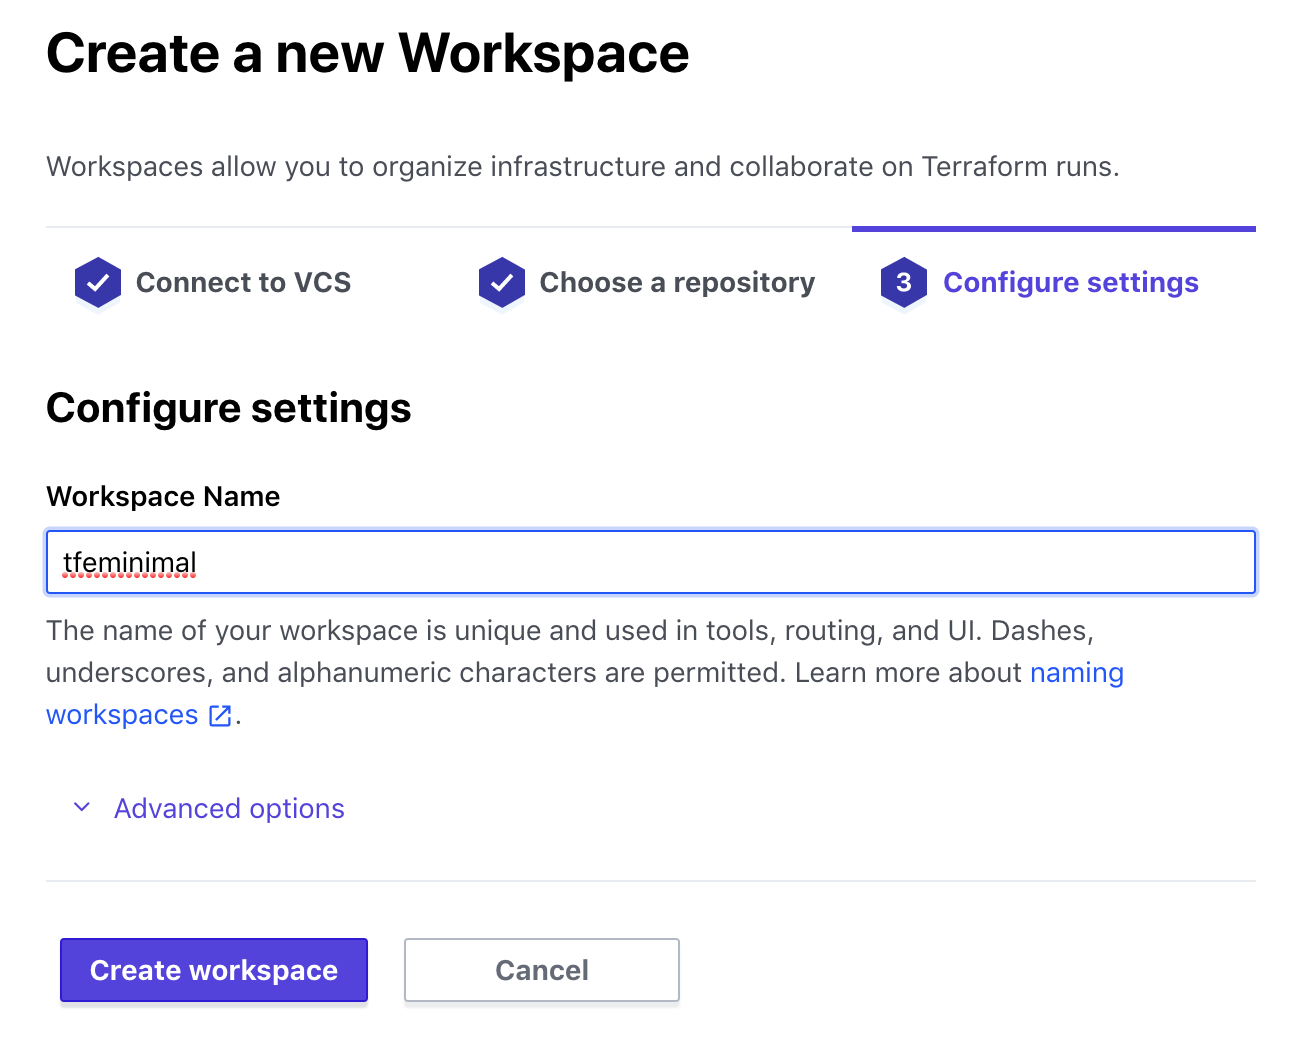 Create a new Workspace
Workspaces allow you to organize infrastructure and collaborate on Terraform runs.
Connect to VCS
Choose a repository
3 Configure settings
Configure settings
Workspace Name
tfeminimal
The name of your workspace is unique and used in tools, routing, and UI. Dashes,
underscores, and alphanumeric characters are permitted. Learn more about naming
workspaces .
Advanced options
Create workspace
Cancel